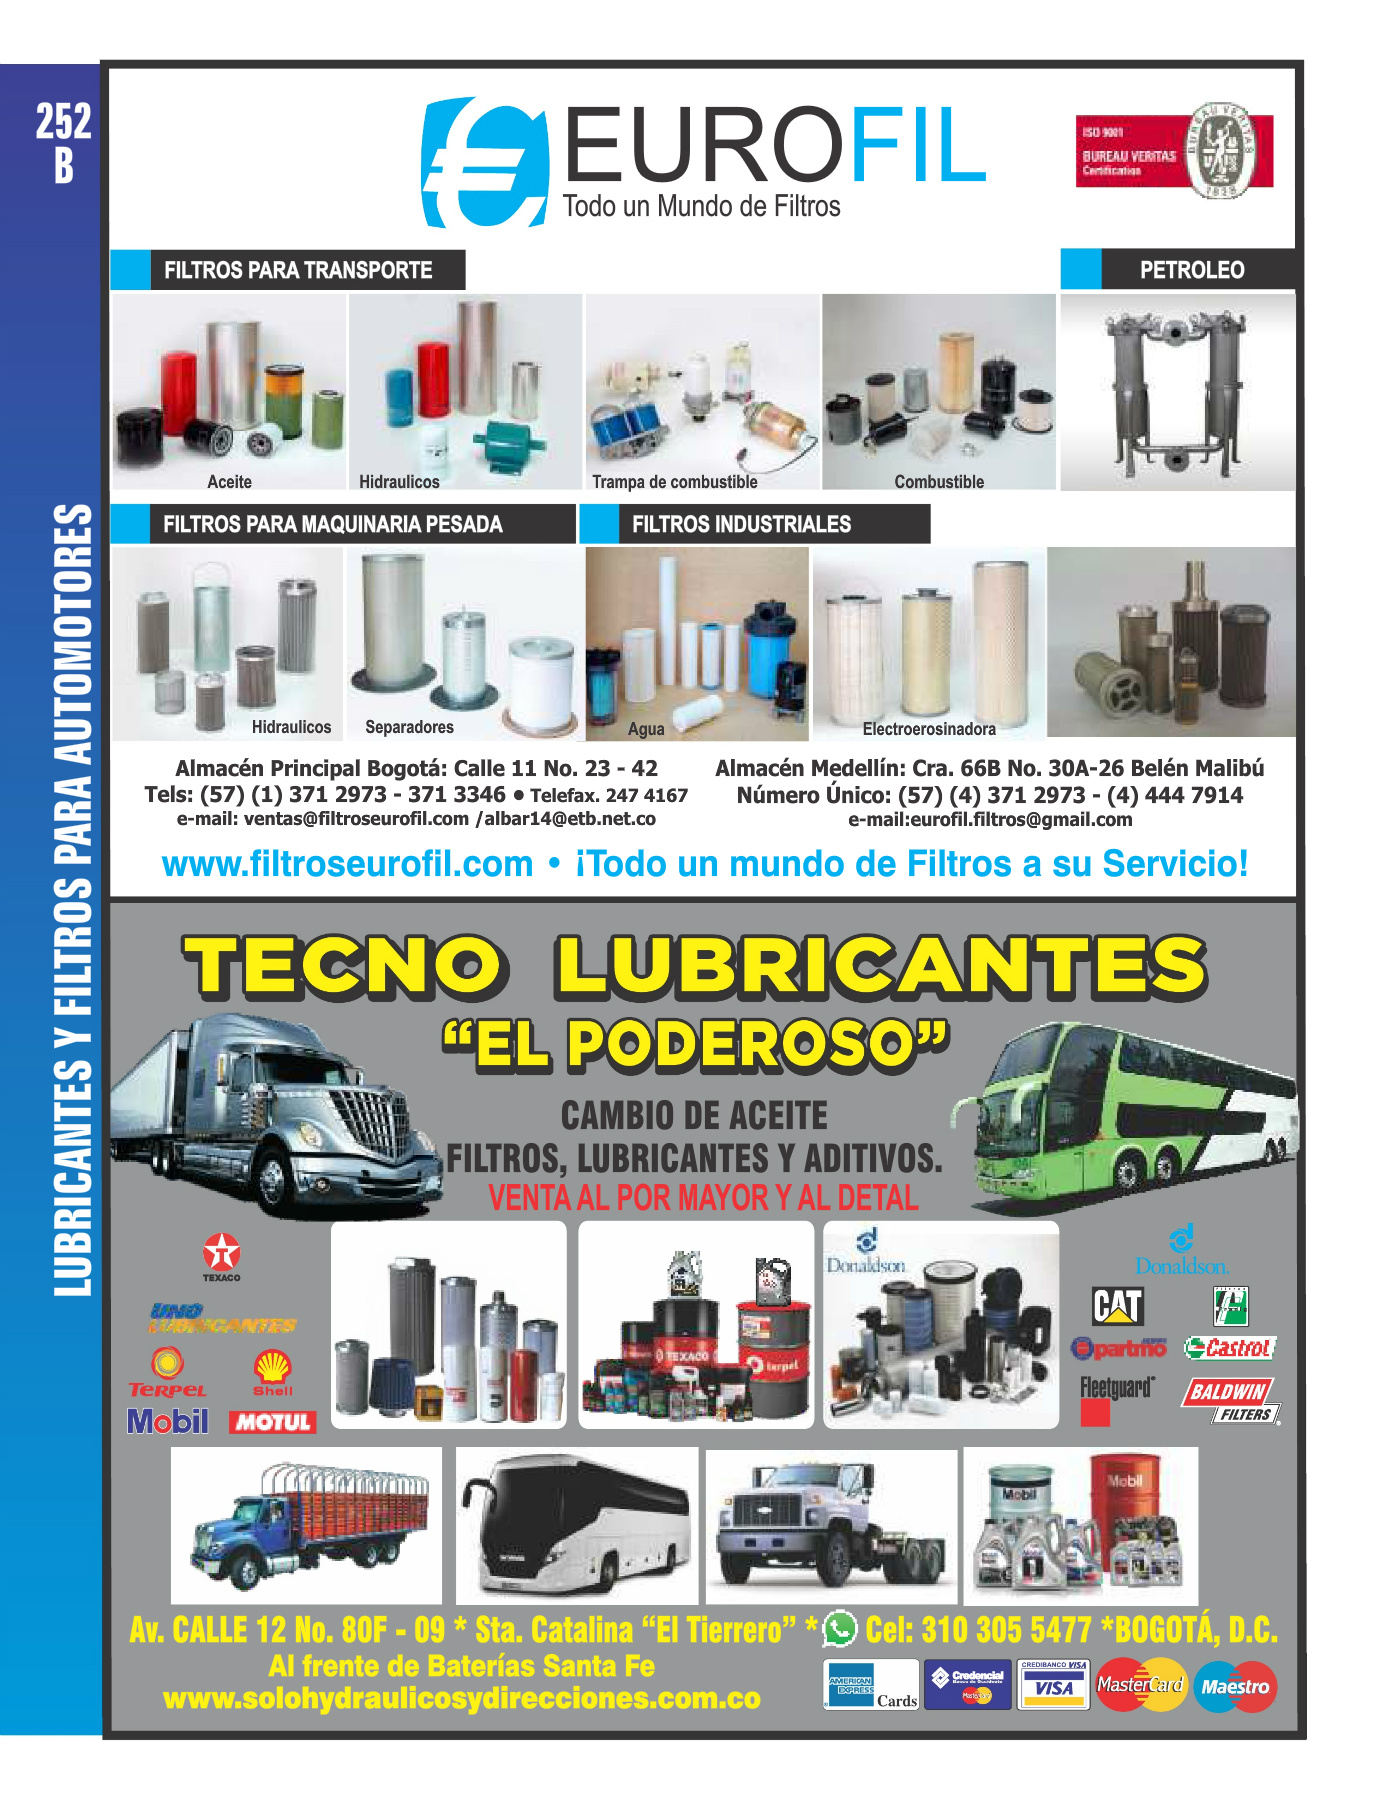 252
B
LUBRICANTES Y FILTROS PARA AUTOMOTORES
€ EUROFIL
Todo un Mundo de Filtros
ISO 9001
BUREAU VERITAS
Certification
BUREAU VERITAS
1828
FILTROS PARA TRANSPORTE
PETROLEO
Aceite
Hidraulicos
Trampa de combustible
Combustible
FILTROS PARA MAQUINARIA PESADA
FILTROS INDUSTRIALES
Hidraulicos
Separadores
Agua
Electroerosinadora
Almacén Principal Bogotá: Calle 11 No. 23 - 42
Tels: (57) (1) 371 2973 - 371 3346 • Telefax. 247 4167
e-mail: ventas@filtroseurofil.com /albar14@etb.net.co
Almacén Medellín: Cra. 66B No. 30A-26 Belén Malibú
Número Único: (57) (4) 371 2973 - (4) 444 7914
e-mail:eurofil.filtros@gmail.com
www.filtroseurofil.com • ¡Todo un mundo de Filtros a su Servicio!
TECNO LUBRICANTES
“EL PODEROSO”
CAMBIO DE ACEITE
FILTROS, LUBRICANTES Y ADITIVOS.
VENTA AL POR MAYOR Y AL DETAL
TEXACO
UNO
LUBRICANTES
TERPEL
Shell
Mobil
MOTUL
TEXACO
terpel
Donaldson
Donaldson.
CAT
partmo
Castrol
Fleetguard
BALDWIN
FILTERS
Mobil
Mobil
Av. CALLE 12 No. 80F - 09 * Sta. Catalina “El Tierrero” * Cel: 310 305 5477 *BOGOTÁ, D.C.
Al frente de Baterías Santa Fe
www.solohydraulicosydirecciones.com.co
AMERICAN
EXPRESS
Cards
Credencial
Banco de Occidente
MasterCard
CREDIBANCO VISA
VISA
MasterCard
Maestro